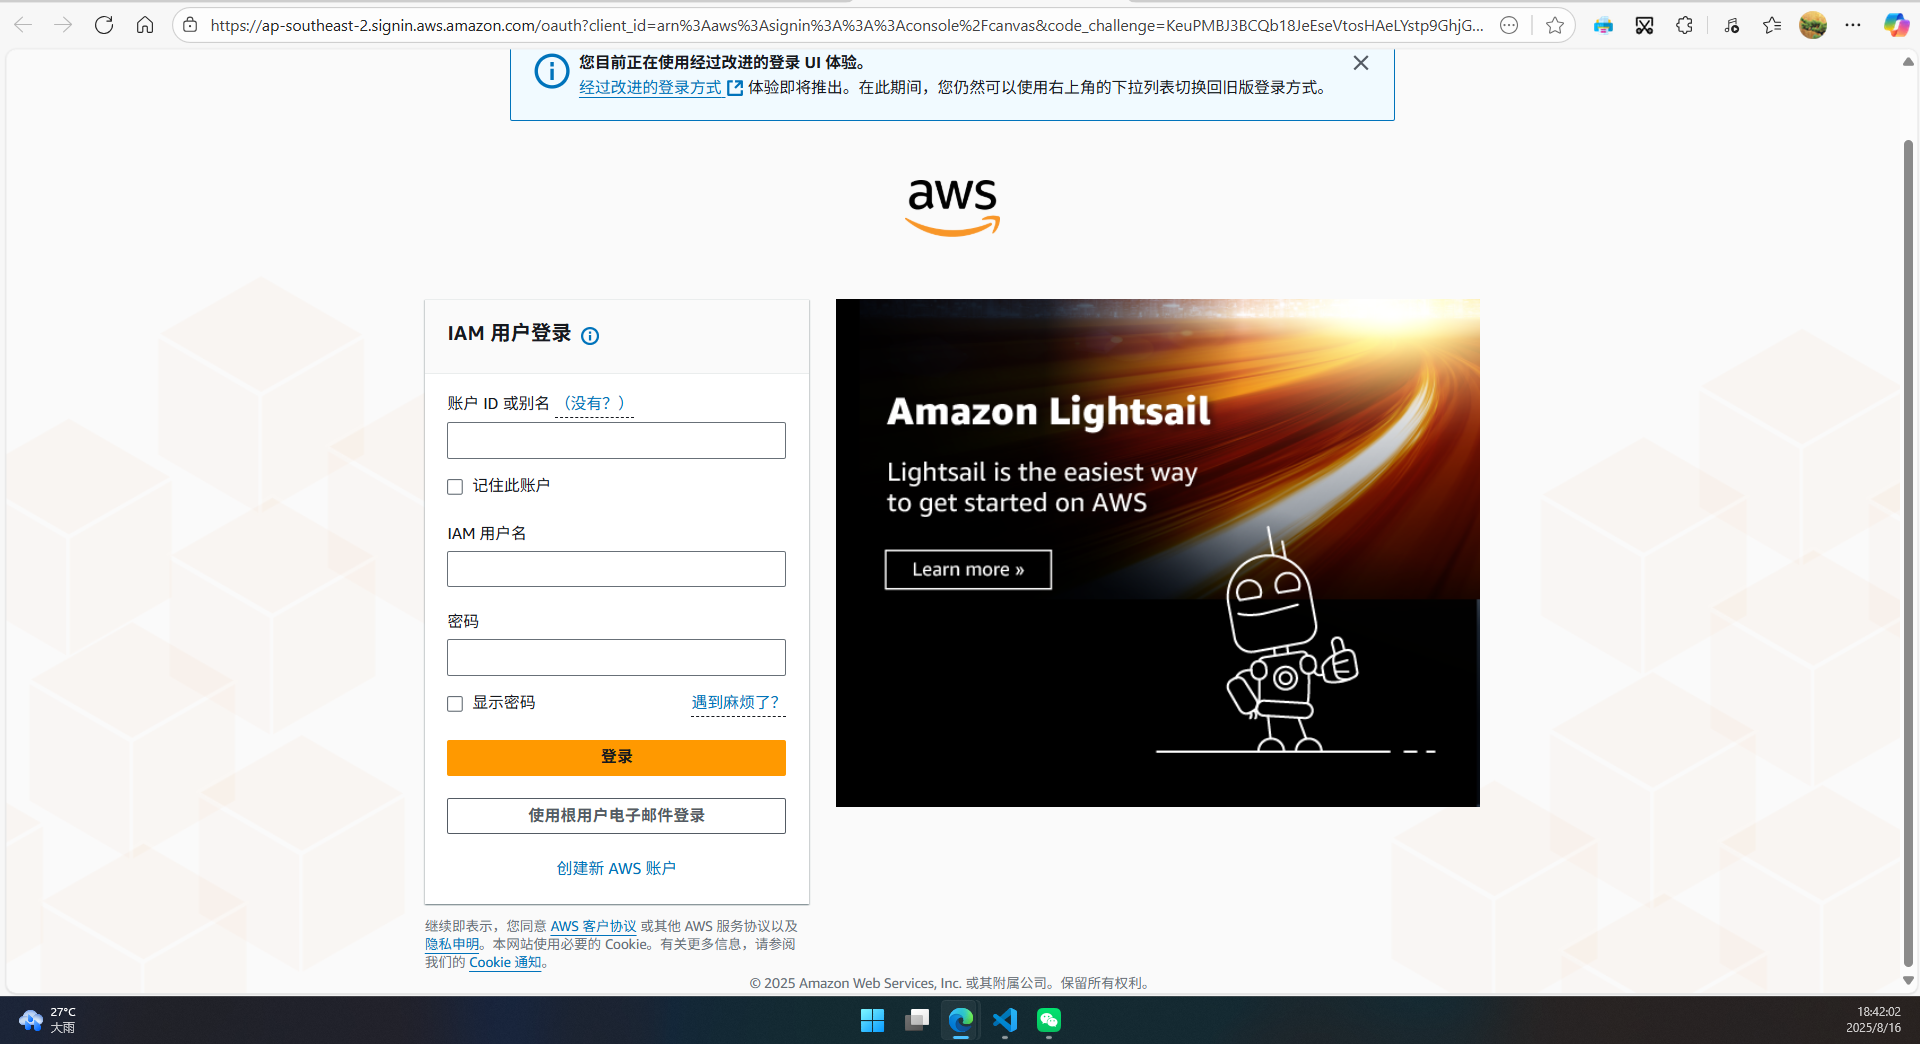 https://ap-southeast-2.signin.aws.amazon.com/oauth?client_id=arn%3Aaws%3Asignin%3A%3A%3Aconsole%2Fcanvas&code_challenge=KeuPMBJ3BCQb18JeEseVtosHAeLYstp9GhjG...
您目前正在使用经过改进的登录 UI 体验。
经过改进的登录方式 体验即将推出。在此期间，您仍然可以使用右上角的下拉列表切换回旧版登录方式。
aws
IAM 用户登录
账户 ID 或别名 （没有？）
记住此账户
IAM 用户名
密码
显示密码 遇到麻烦了？
登录
使用根用户电子邮件登录
创建新 AWS 账户
Amazon Lightsail
Lightsail is the easiest way
to get started on AWS
Learn more »
继续即表示，您同意 AWS 客户协议 或其他 AWS 服务协议以及
隐私申明。本网站使用必要的 Cookie。有关更多信息，请参阅
我们的 Cookie 通知。
© 2025 Amazon Web Services, Inc. 或其附属公司。保留所有权利。
27°C
大雨
18:42:02
2025/8/16